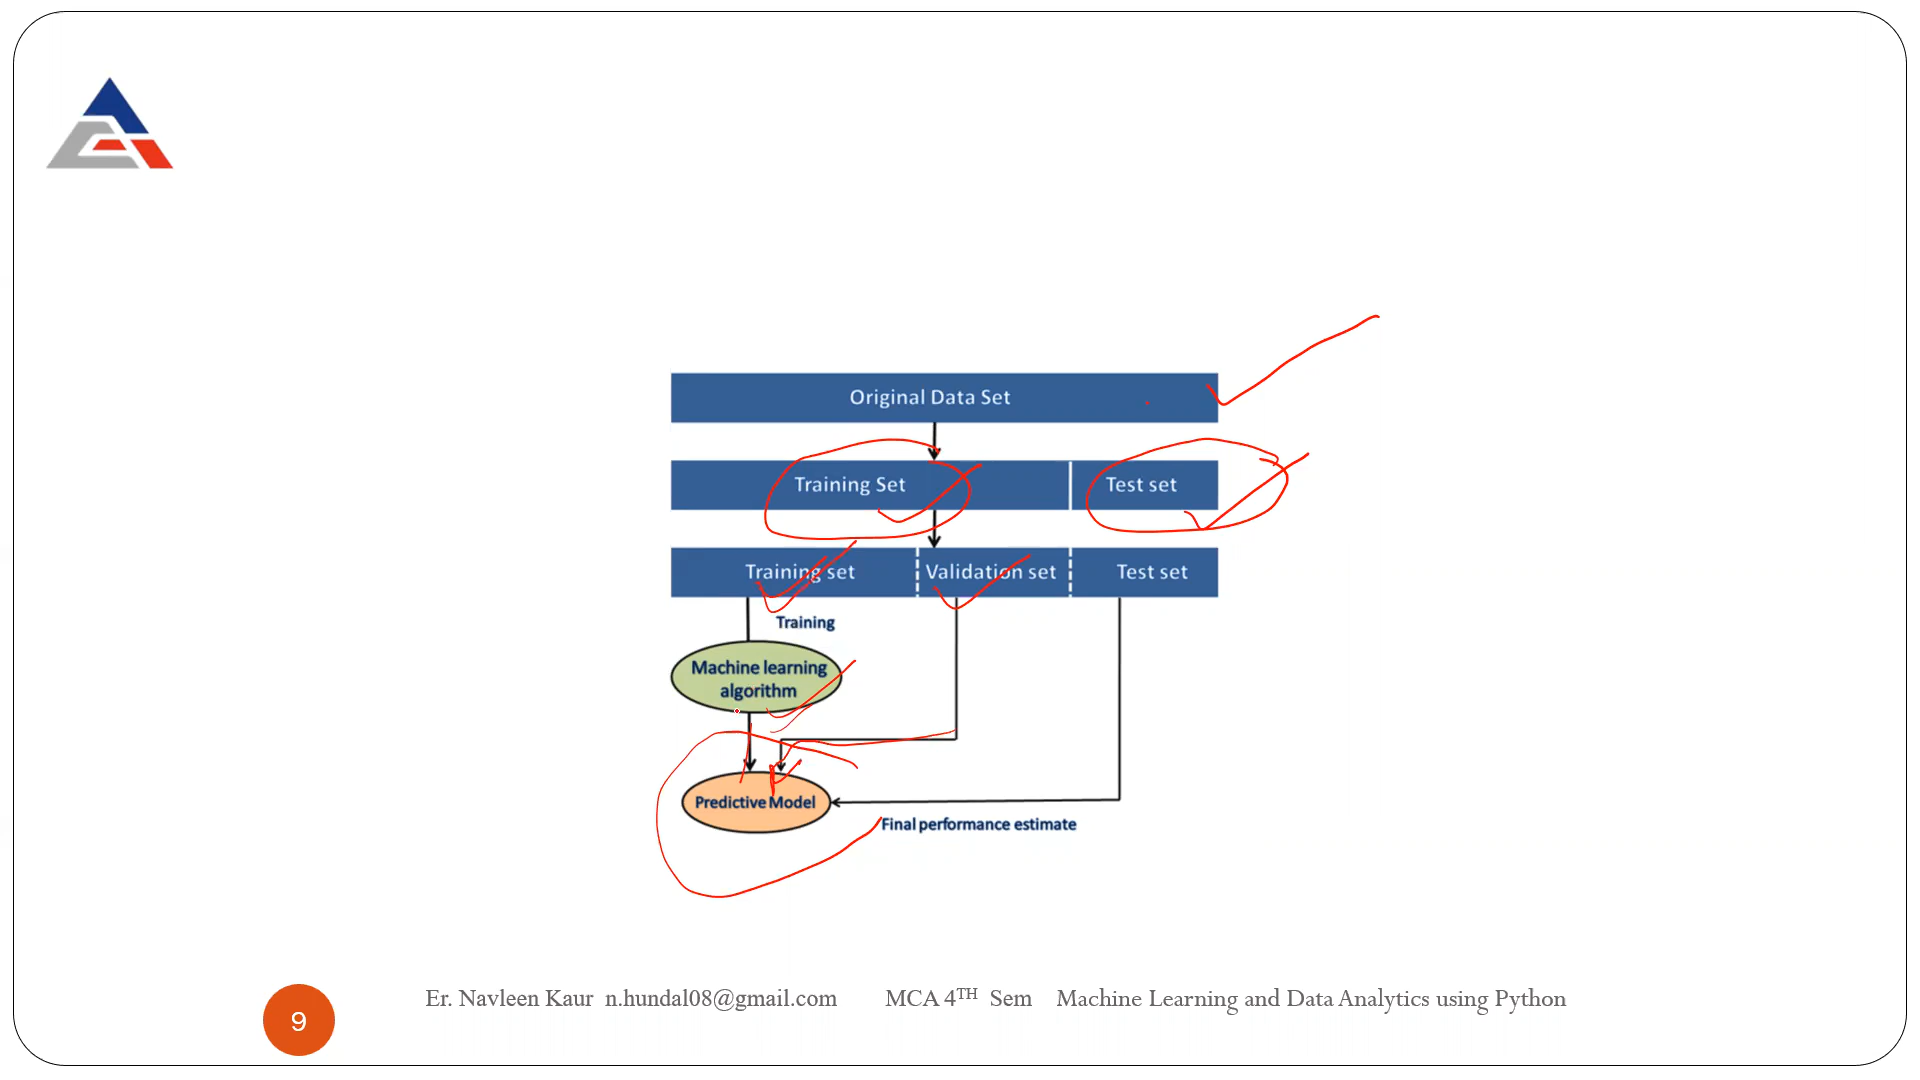 Original Data Set
Training Set Test set
Training set Validation set Test set
Training
Machine learning
algorithm
Predictive Model
Final performance estimate
9 Er. Navleen Kaur n.hundal08@gmail.com MCA 4TH Sem Machine Learning and Data Analytics using Python